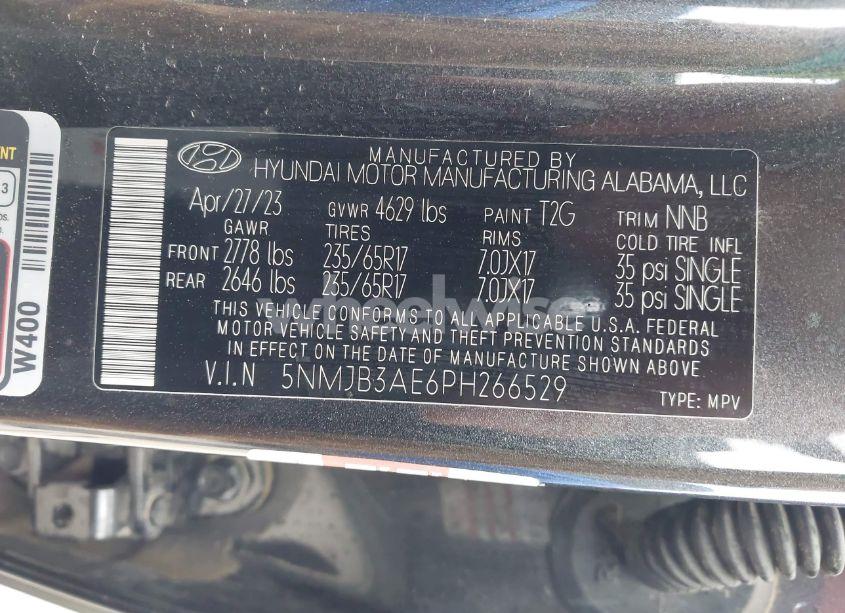 MANUFACTURED BY
HYUNDAI MOTOR MANUFACTURING ALABAMA, LLC
Apr/27/23 GVWR 4629 lbs PAINT T2G TRIM NNB
GAWR TIRES RIMS COLD TIRE INFL
FRONT 2778 lbs 235/65R17 7.0JX17 35 psi SINGLE
REAR 2646 lbs 235/65R17 7.0JX17 35 psi SINGLE
THIS VEHICLE CONFORMS TO ALL APPLICABLE U.S.A. FEDERAL
MOTOR VEHICLE SAFETY AND THEFT PREVENTION STANDARDS
IN EFFECT ON THE DATE OF MANUFACTURE SHOWN ABOVE.
V.I.N 5NMJB3AE6PH266529
TYPE: MPV
W400
wheelwise